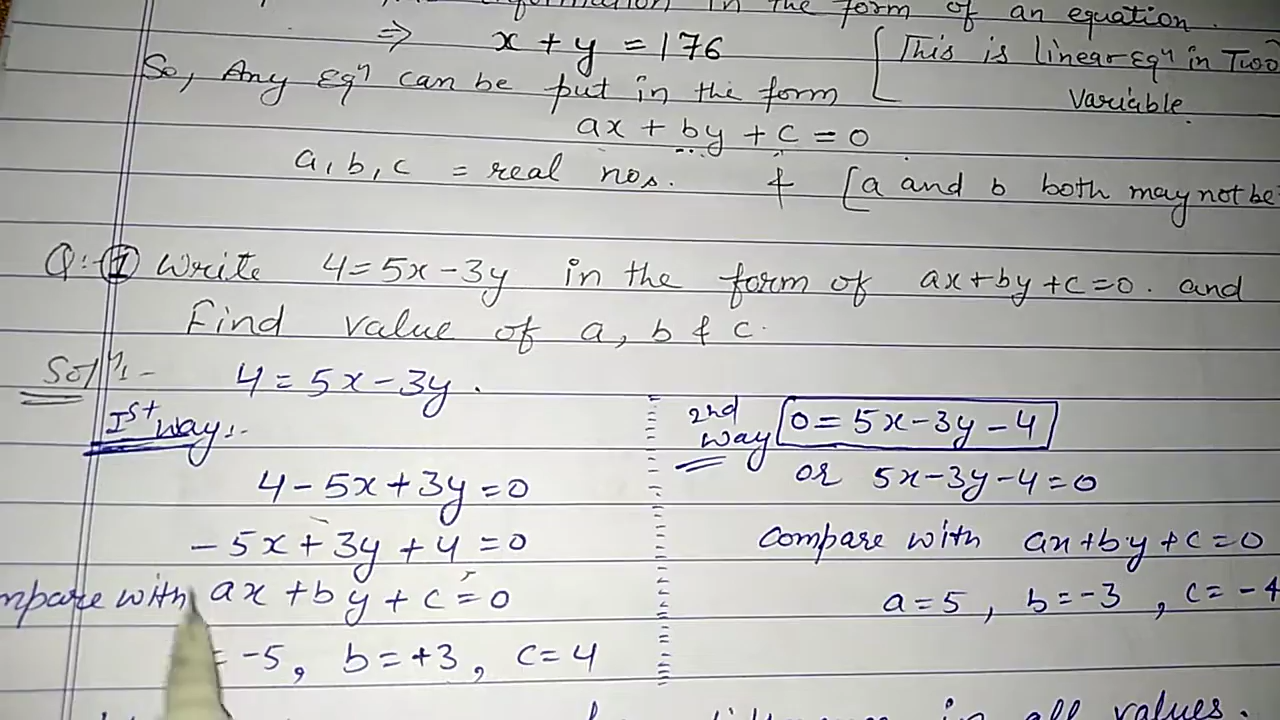 in the form of an equation.
⇒ x + y = 176 [This is linear Eqⁿ in Two
So, Any Eqⁿ can be put in the form Variable.
ax + by + c = 0
a, b, c = real nos. & [a and b both may not be
Q:- ① Write 4=5x-3y in the form of ax+by+c=0. and
Find value of a, b & c.
Solⁿ:- 4 = 5x-3y.
Iˢᵗ way:-
2nd way 0 = 5x-3y-4
4-5x+3y=0
or 5x-3y-4=0
-5x+3y+4=0
Compare with ax+by+c=0
mpare with ax+by+c=0
a=5, b=-3, c=-4
= -5, b=+3, c=4
in all values.